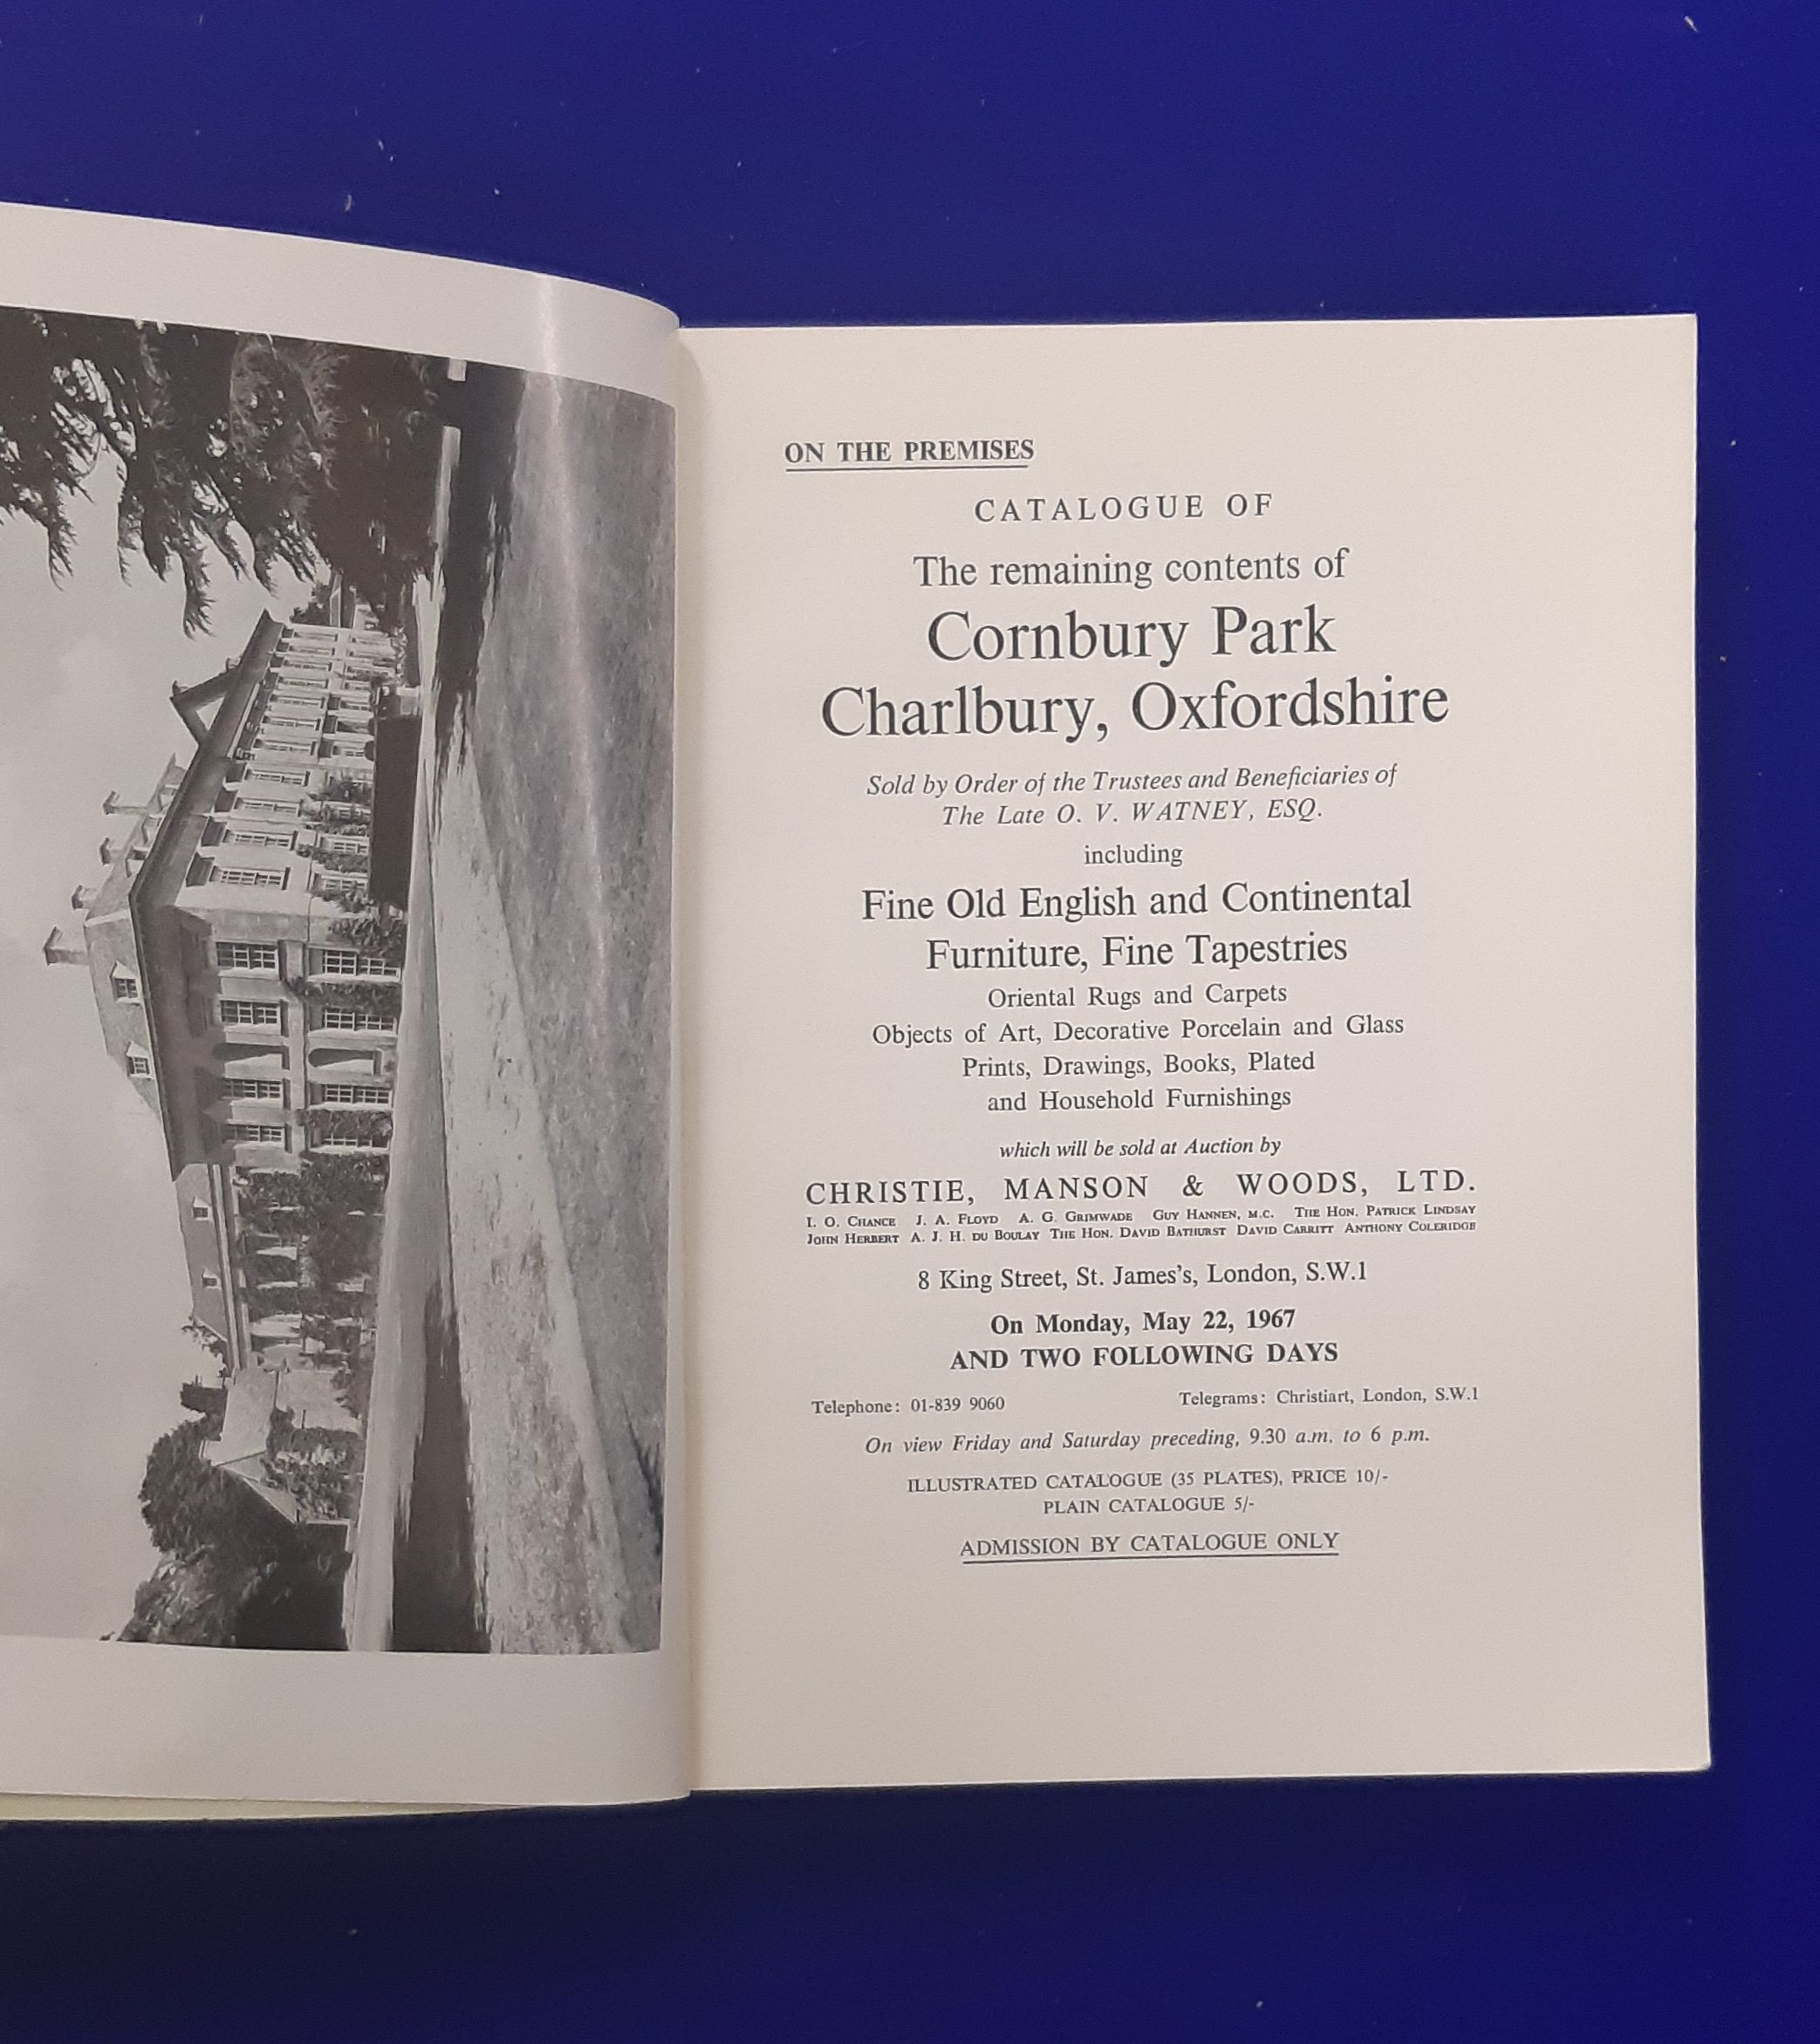 ON THE PREMISES
CATALOGUE OF
The remaining contents of
Cornbury Park
Charlbury, Oxfordshire
Sold by Order of the Trustees and Beneficiaries of
The Late O. V. WATNEY, ESQ.
including
Fine Old English and Continental
Furniture, Fine Tapestries
Oriental Rugs and Carpets
Objects of Art, Decorative Porcelain and Glass
Prints, Drawings, Books, Plated
and Household Furnishings
which will be sold at Auction by
CHRISTIE, MANSON & WOODS, LTD.
I. O. CHANCE J. A. FLOYD A. G. GRIMWADE GUY HANNEN, M.C. THE HON. PATRICK LINDSAY
JOHN HERBERT A. J. H. DU BOULAY THE HON. DAVID BATHURST DAVID CARRITT ANTHONY COLERIDGE
8 King Street, St. James's, London, S.W.1
On Monday, May 22, 1967
AND TWO FOLLOWING DAYS
Telephone: 01-839 9060 Telegrams: Christiart, London, S.W.1
On view Friday and Saturday preceding, 9.30 a.m. to 6 p.m.
ILLUSTRATED CATALOGUE (35 PLATES), PRICE 10/-
PLAIN CATALOGUE 5/-
ADMISSION BY CATALOGUE ONLY